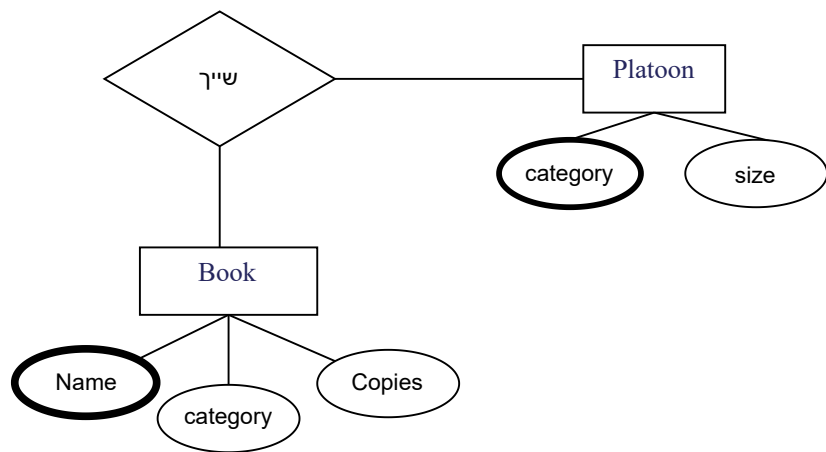 שייך
Platoon
category
size
Book
Name
category
Copies